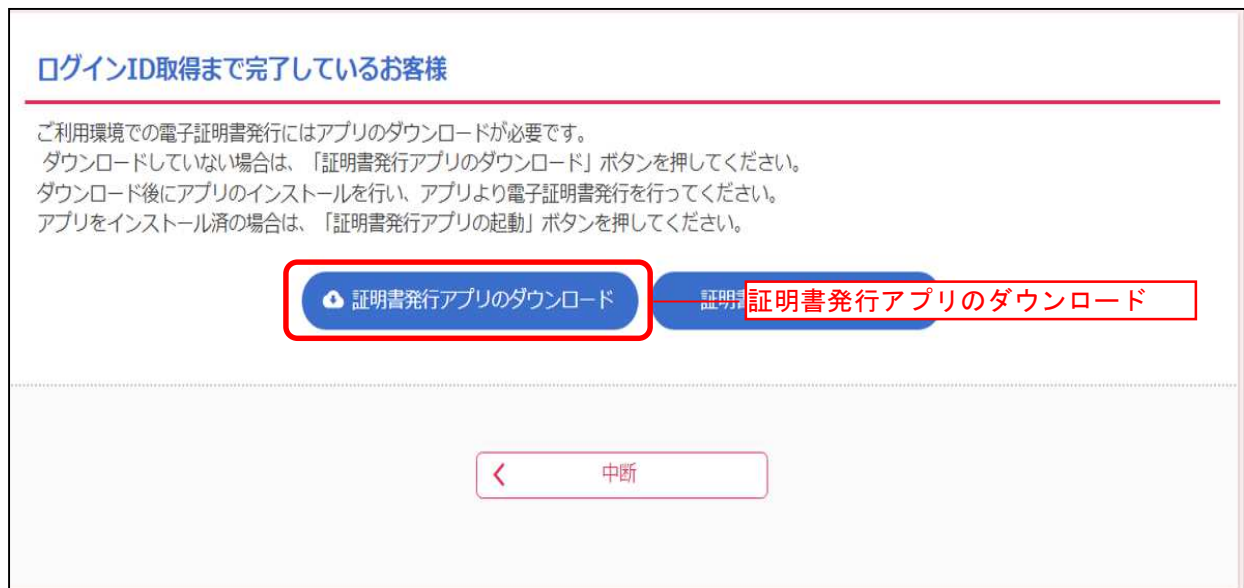 ログインID取得まで完了しているお客様
ご利用環境での電子証明書発行にはアプリのダウンロードが必要です。
ダウンロードしていない場合は、「証明書発行アプリのダウンロード」ボタンを押してください。
ダウンロード後にアプリのインストールを行い、アプリより電子証明書発行を行ってください。
アプリをインストール済の場合は、「証明書発行アプリの起動」ボタンを押してください。
証明書発行アプリのダウンロード
証明
証明書発行アプリのダウンロード
中断